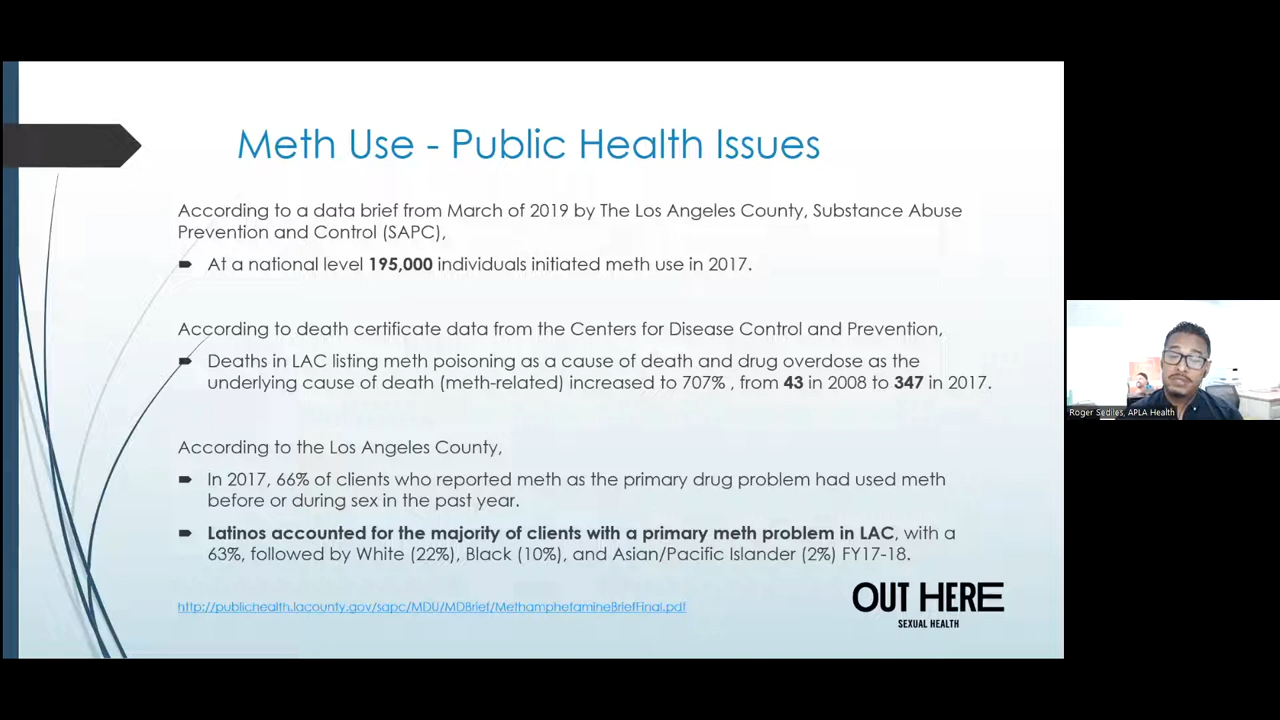 Meth Use - Public Health Issues
According to a data brief from March of 2019 by The Los Angeles County, Substance Abuse
Prevention and Control (SAPC),
At a national level 195,000 individuals initiated meth use in 2017.
According to death certificate data from the Centers for Disease Control and Prevention,
Deaths in LAC listing meth poisoning as a cause of death and drug overdose as the
underlying cause of death (meth-related) increased to 707% , from 43 in 2008 to 347 in 2017.
According to the Los Angeles County,
In 2017, 66% of clients who reported meth as the primary drug problem had used meth
before or during sex in the past year.
Latinos accounted for the majority of clients with a primary meth problem in LAC, with a
63%, followed by White (22%), Black (10%), and Asian/Pacific Islander (2%) FY17-18.
http://publichealth.lacounty.gov/sapc/MDU/MDBrief/MethamphetamineBriefFinal.pdf
OUT HERE
SEXUAL HEALTH
Roger Sediles, APLA Health